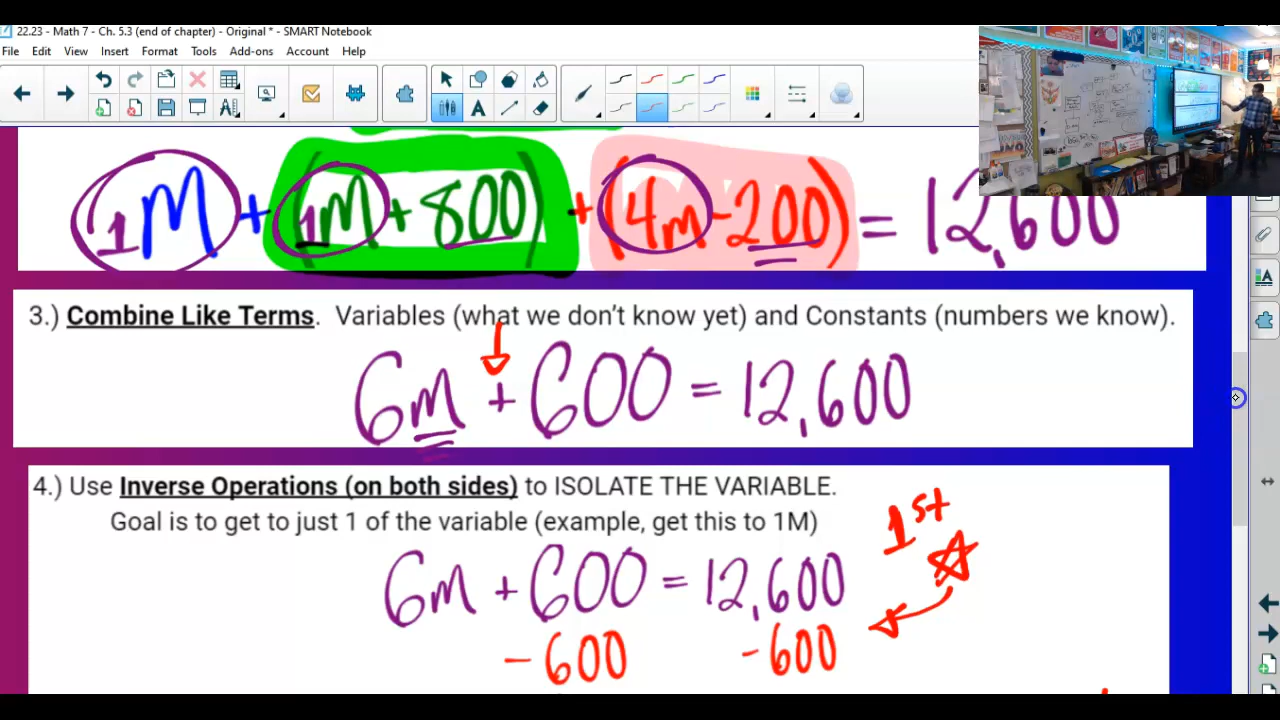 22.23 - Math 7 - Ch. 5.3 (end of chapter) - Original * - SMART Notebook
File Edit View Insert Format Tools Add-ons Account Help
1M + (1M + 800) + (4m - 200) = 12,600
3.) Combine Like Terms. Variables (what we don't know yet) and Constants (numbers we know).
6m + 600 = 12,600
4.) Use Inverse Operations (on both sides) to ISOLATE THE VARIABLE.
Goal is to get to just 1 of the variable (example, get this to 1M)
1st
6m + 600 = 12,600
- 600 - 600